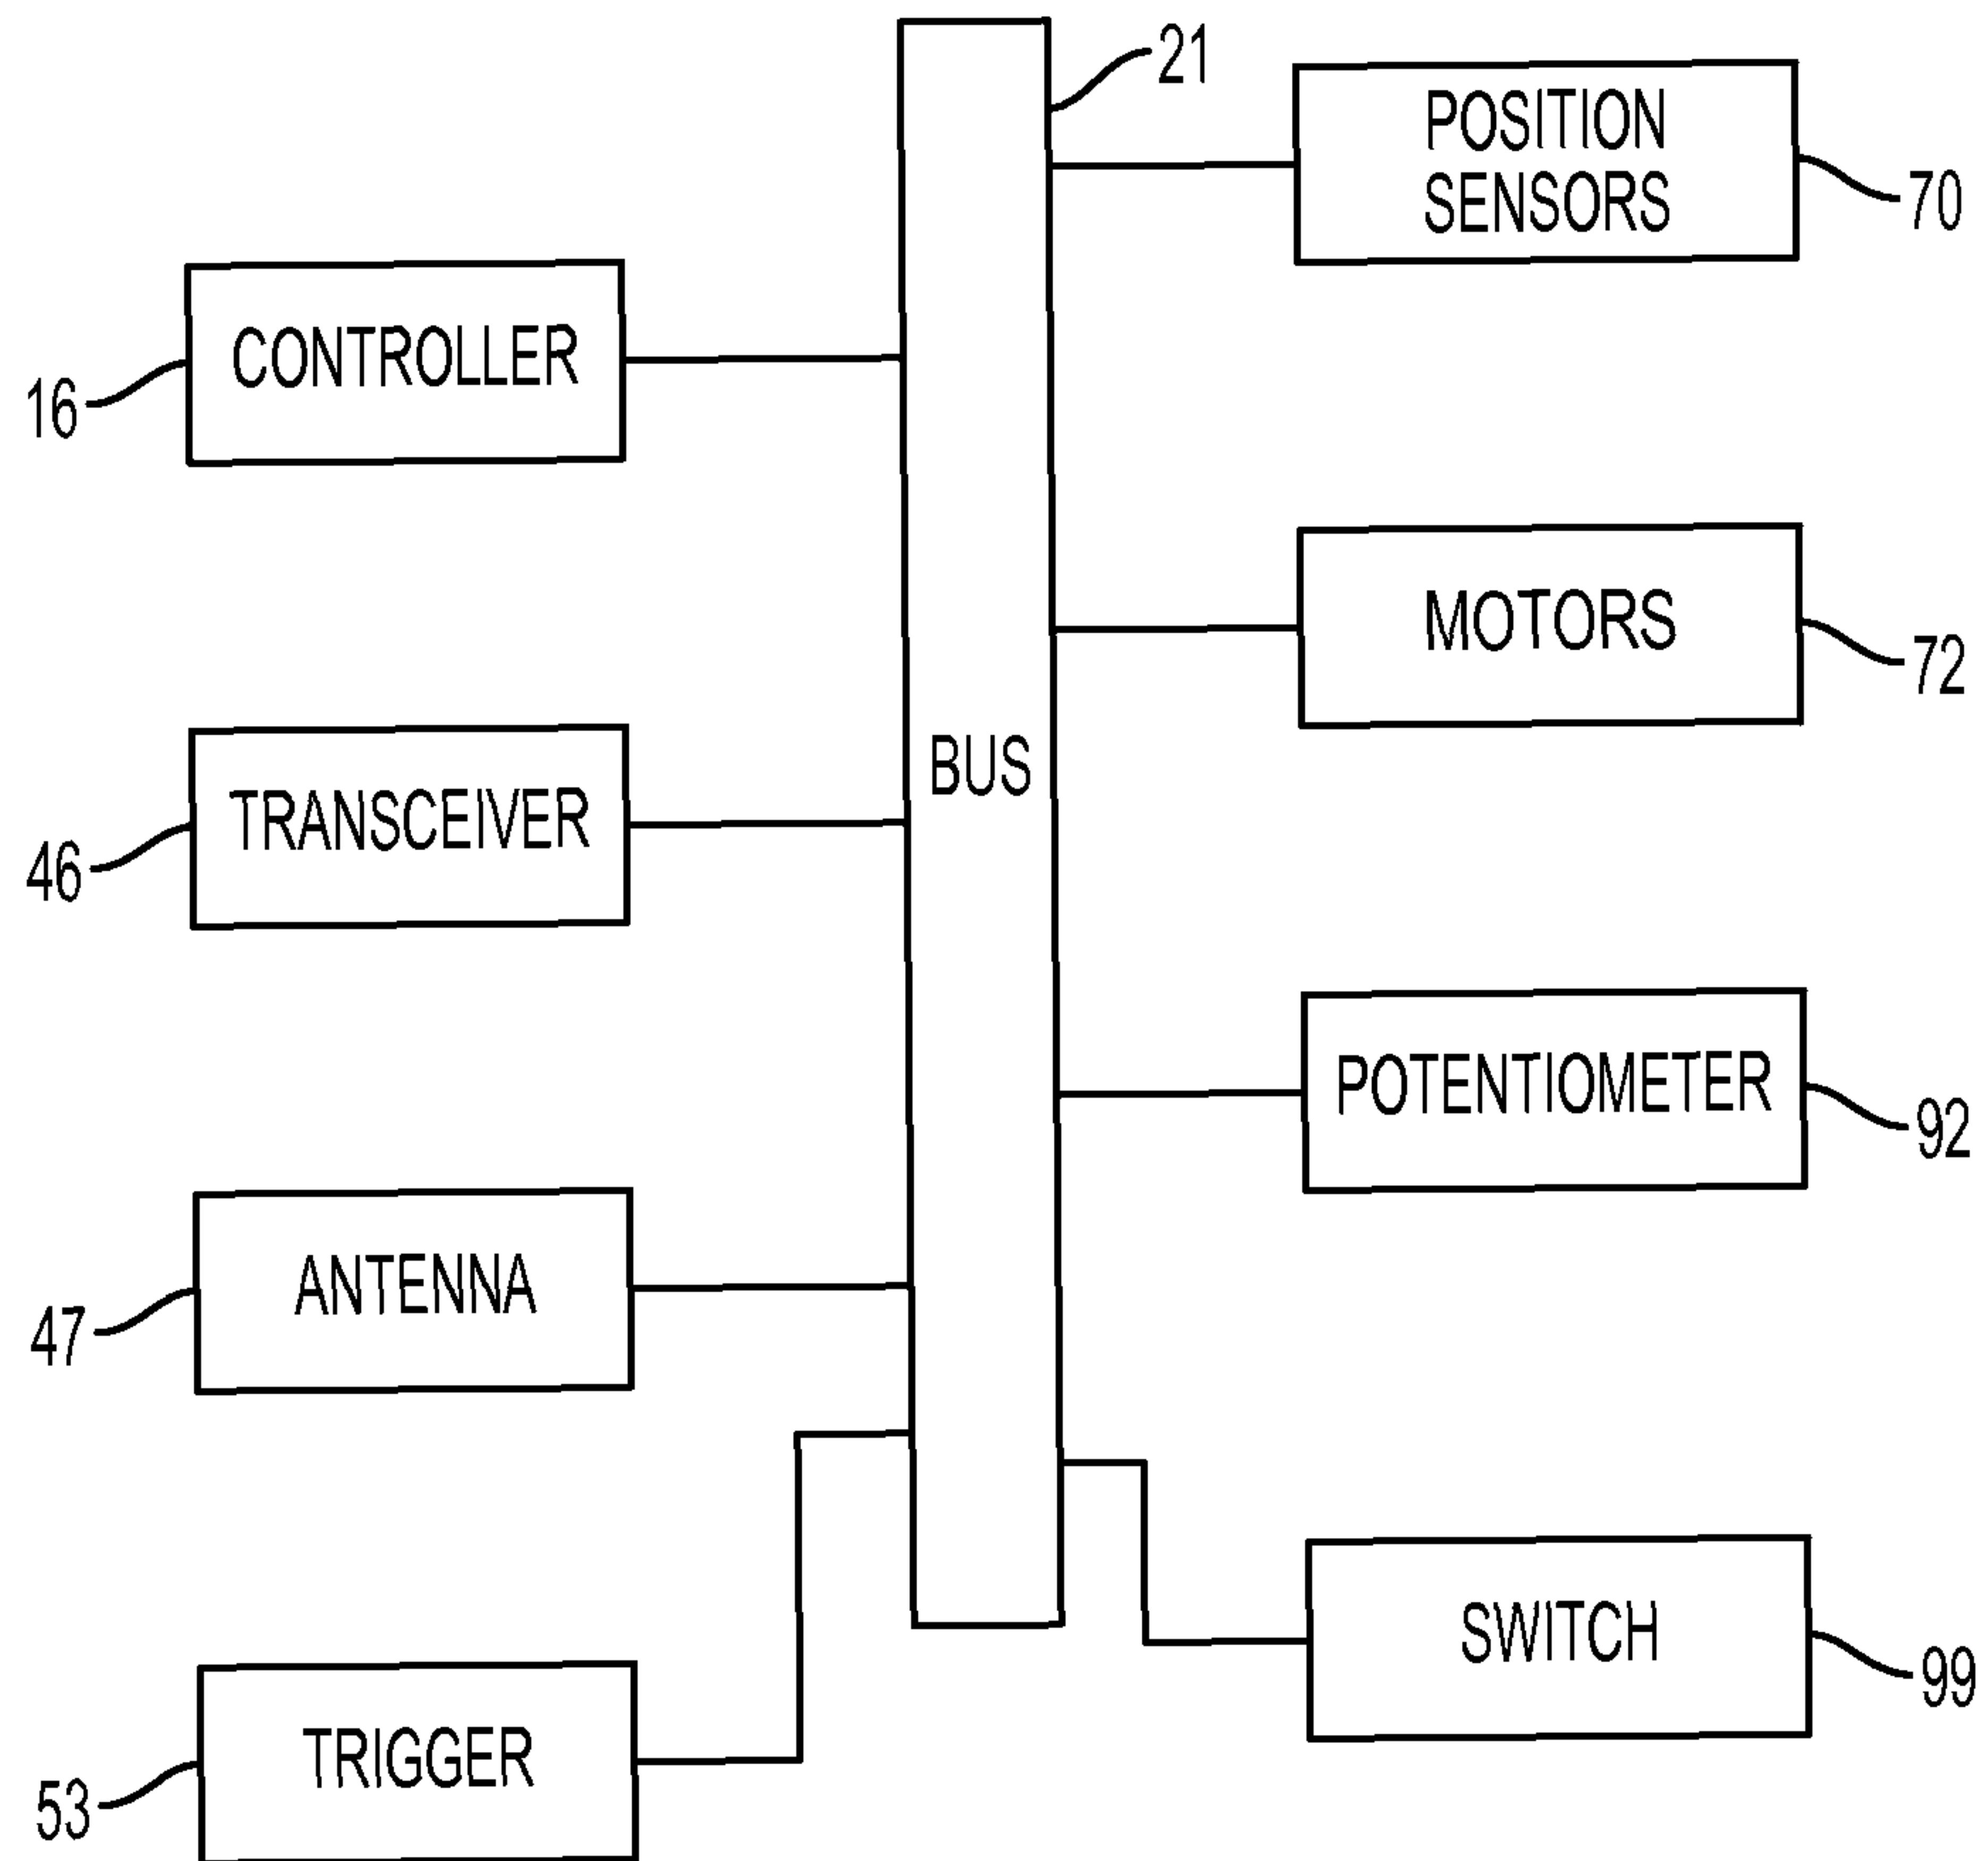 21
POSITION
SENSORS
70
CONTROLLER
16
MOTORS
72
BUS
TRANSCEIVER
46
POTENTIOMETER
92
ANTENNA
47
SWITCH
99
TRIGGER
53